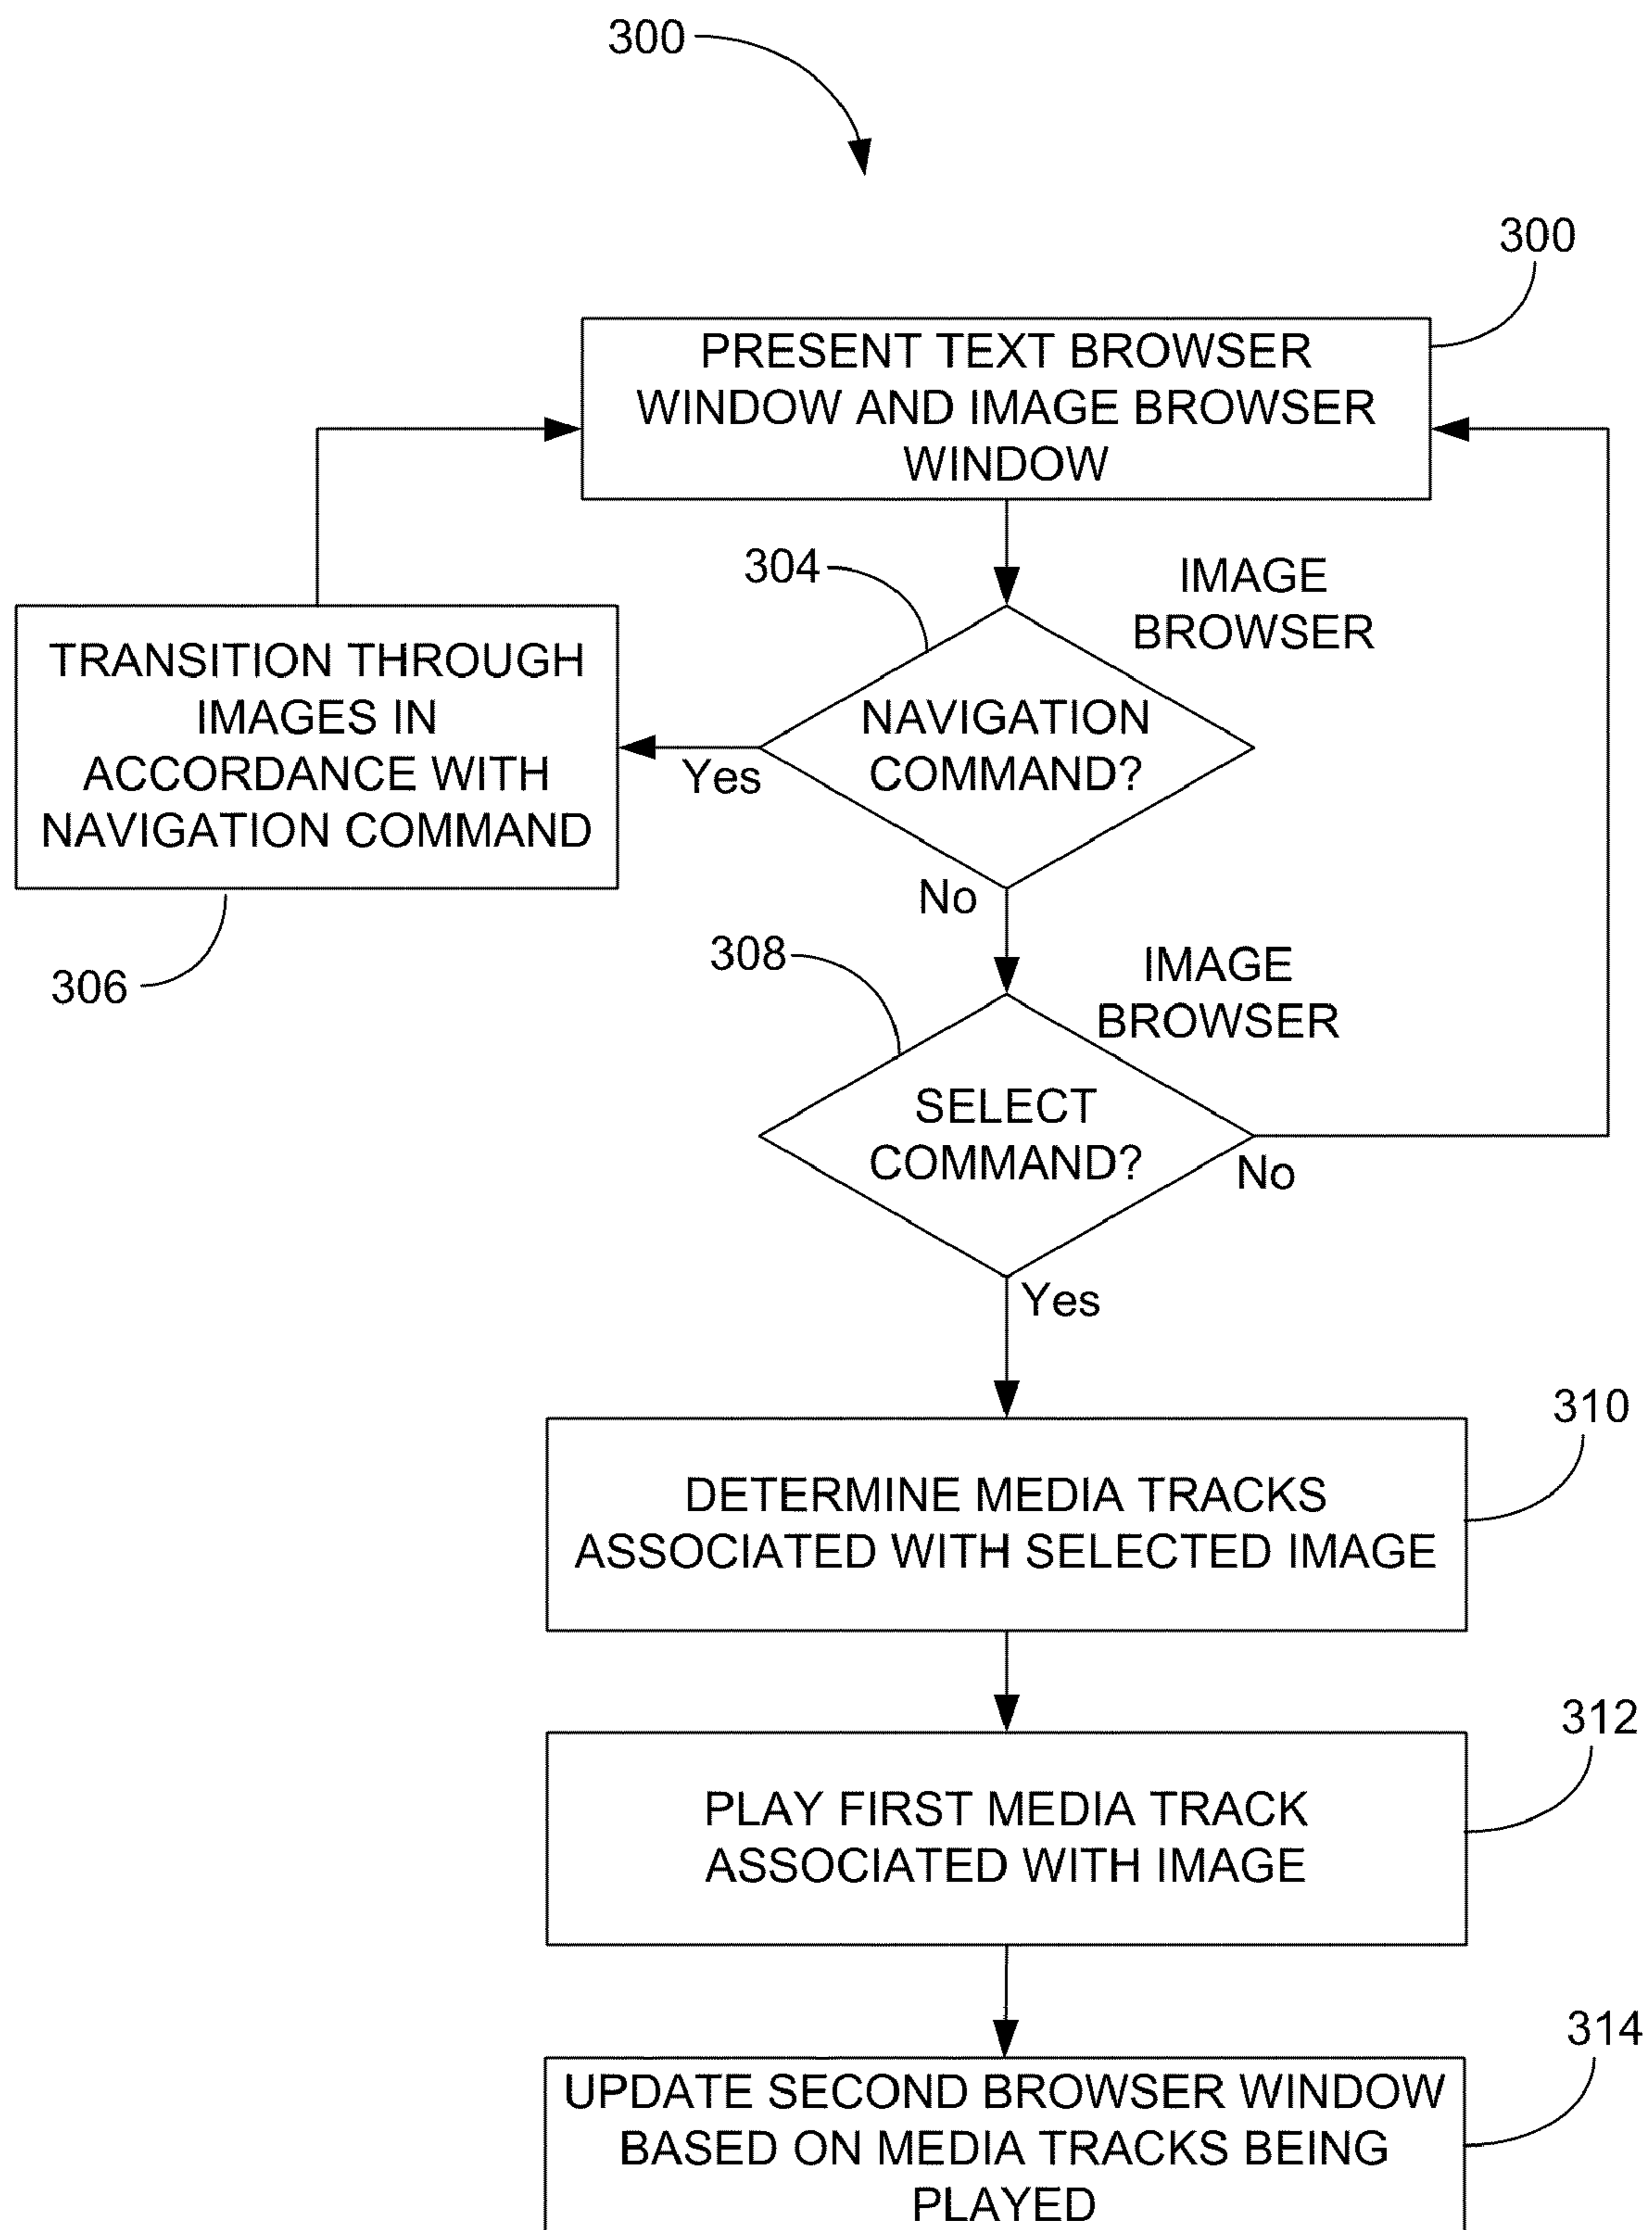 300
300
PRESENT TEXT BROWSER
WINDOW AND IMAGE BROWSER
WINDOW
304
IMAGE
BROWSER
NAVIGATION
COMMAND?
Yes
No
TRANSITION THROUGH
IMAGES IN
ACCORDANCE WITH
NAVIGATION COMMAND
306
308
IMAGE
BROWSER
SELECT
COMMAND?
No
Yes
310
DETERMINE MEDIA TRACKS
ASSOCIATED WITH SELECTED IMAGE
312
PLAY FIRST MEDIA TRACK
ASSOCIATED WITH IMAGE
314
UPDATE SECOND BROWSER WINDOW
BASED ON MEDIA TRACKS BEING
PLAYED